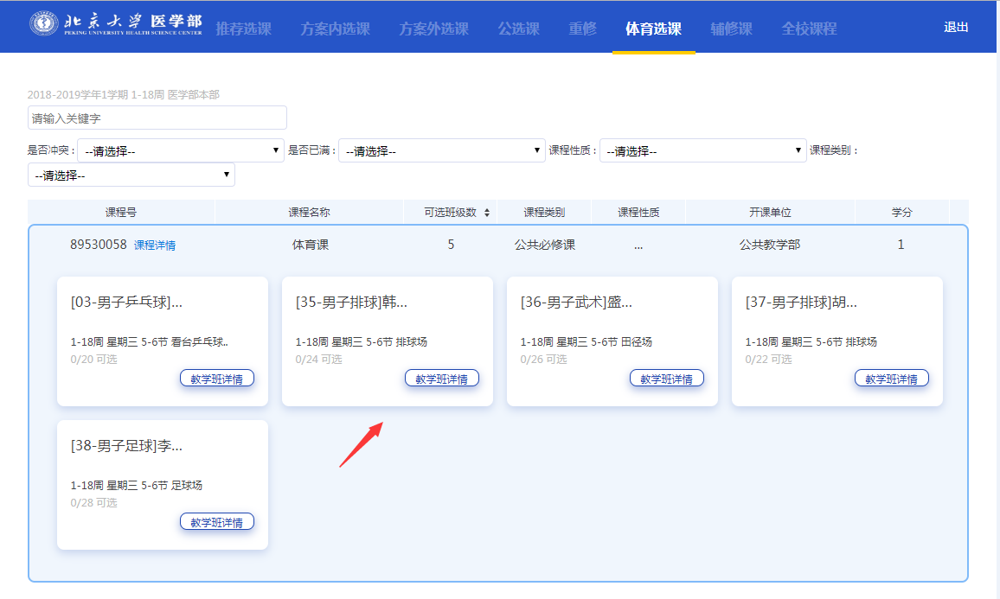 北京大学医学部 推荐选课 方案内选课 方案外选课 公选课 重修 体育选课 辅修课 全校课程 退出
PEKING UNIVERSITY HEALTH SCIENCE CENTER
2018-2019学年1学期 1-18周 医学部本部
请输入关键字
是否冲突： --请选择-- 是否已满： --请选择-- 课程性质： --请选择-- 课程类别：
--请选择--
课程号 课程名称 可选班级数 课程类别 课程性质 开课单位 学分
89530058 课程详情 体育课 5 公共必修课 ... 公共教学部 1
[03-男子乒乓球]...
1-18周 星期三 5-6节 看台乒乓球..
0/20 可选
教学班详情
[35-男子排球]韩...
1-18周 星期三 5-6节 排球场
0/24 可选
教学班详情
[36-男子武术]盛...
1-18周 星期三 5-6节 田径场
0/26 可选
教学班详情
[37-男子排球]胡...
1-18周 星期三 5-6节 排球场
0/22 可选
教学班详情
[38-男子足球]李...
1-18周 星期三 5-6节 足球场
0/28 可选
教学班详情